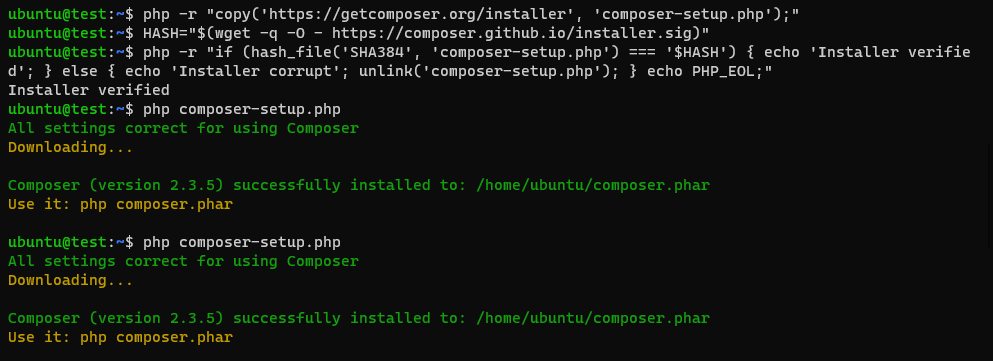 ubuntu@test:~$ php -r "copy('https://getcomposer.org/installer', 'composer-setup.php');"
ubuntu@test:~$ HASH="$(wget -q -O - https://composer.github.io/installer.sig)"
ubuntu@test:~$ php -r "if (hash_file('SHA384', 'composer-setup.php') === '$HASH') { echo 'Installer verifie
d'; } else { echo 'Installer corrupt'; unlink('composer-setup.php'); } echo PHP_EOL;"
Installer verified
ubuntu@test:~$ php composer-setup.php
All settings correct for using Composer
Downloading...
Composer (version 2.3.5) successfully installed to: /home/ubuntu/composer.phar
Use it: php composer.phar
ubuntu@test:~$ php composer-setup.php
All settings correct for using Composer
Downloading...
Composer (version 2.3.5) successfully installed to: /home/ubuntu/composer.phar
Use it: php composer.phar